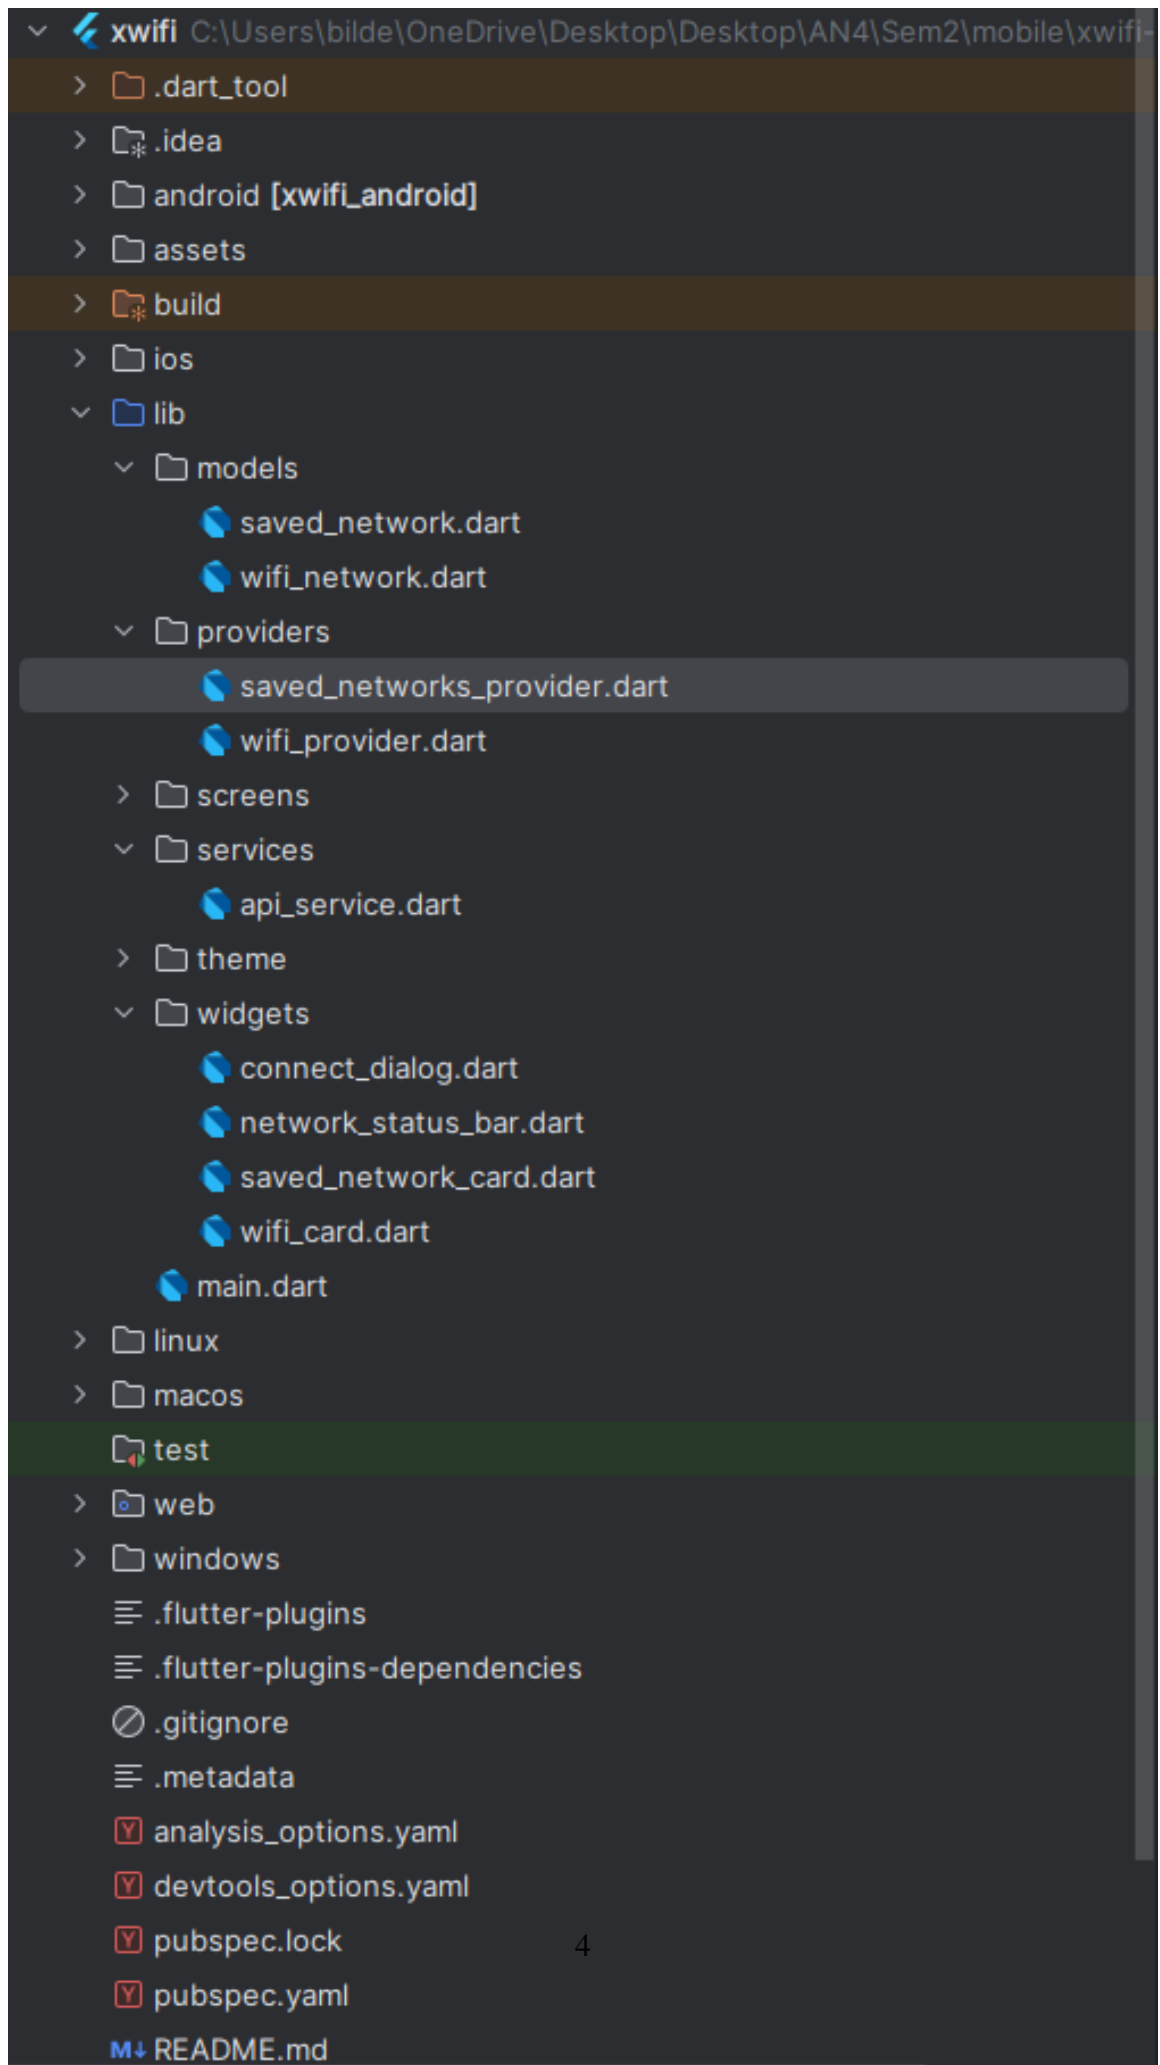 xwifi C:\Users\bilde\OneDrive\Desktop\Desktop\AN4\Sem2\mobile\xwifi-
.dart_tool
.idea
android [xwifi_android]
assets
build
ios
lib
models
saved_network.dart
wifi_network.dart
providers
saved_networks_provider.dart
wifi_provider.dart
screens
services
api_service.dart
theme
widgets
connect_dialog.dart
network_status_bar.dart
saved_network_card.dart
wifi_card.dart
main.dart
linux
macos
test
web
windows
.flutter-plugins
.flutter-plugins-dependencies
.gitignore
.metadata
Y analysis_options.yaml
Y devtools_options.yaml
Y pubspec.lock
4
Y pubspec.yaml
M↓ README.md